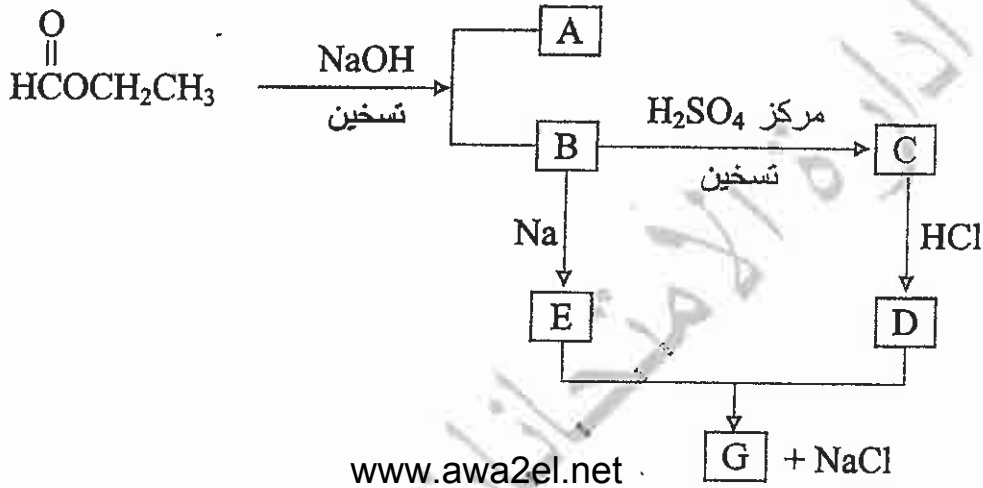 O
||
HCOCH₂CH₃
NaOH
تسخين
A
B
H₂SO₄ مركز
تسخين
C
Na
HCl
E
D
G + NaCl
www.awa2el.net